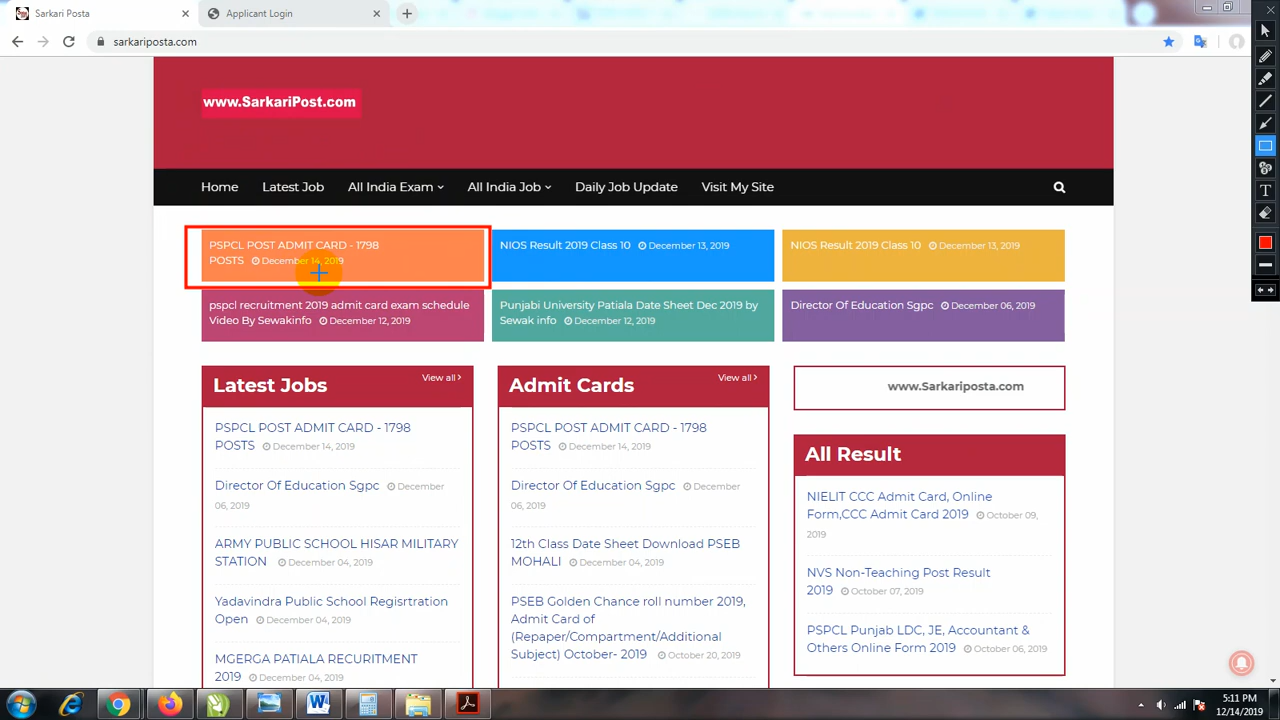 Sarkari Posta
Applicant Login
sarkariposta.com
www.SarkariPost.com
Home
Latest Job
All India Exam
All India Job
Daily Job Update
Visit My Site
PSPCL POST ADMIT CARD - 1798
POSTS December 14, 2019
NIOS Result 2019 Class 10 December 13, 2019
NIOS Result 2019 Class 10 December 13, 2019
pspcl recruitment 2019 admit card exam schedule
Video By Sewakinfo December 12, 2019
Punjabi University Patiala Date Sheet Dec 2019 by
Sewak info December 12, 2019
Director Of Education Sgpc December 06, 2019
Latest Jobs
View all
PSPCL POST ADMIT CARD - 1798
POSTS December 14, 2019
Director Of Education Sgpc December
06, 2019
ARMY PUBLIC SCHOOL HISAR MILITARY
STATION December 04, 2019
Yadavindra Public School Regisrtration
Open December 04, 2019
MGERGA PATIALA RECURITMENT
2019 December 04, 2019
Admit Cards
View all
PSPCL POST ADMIT CARD - 1798
POSTS December 14, 2019
Director Of Education Sgpc December
06, 2019
12th Class Date Sheet Download PSEB
MOHALI December 04, 2019
PSEB Golden Chance roll number 2019,
Admit Card of
(Repaper/Compartment/Additional
Subject) October- 2019 October 20, 2019
www.Sarkariposta.com
All Result
NIELIT CCC Admit Card, Online
Form,CCC Admit Card 2019 October 09,
2019
NVS Non-Teaching Post Result
2019 October 07, 2019
PSPCL Punjab LDC, JE, Accountant &
Others Online Form 2019 October 06, 2019
5:11 PM
12/14/2019